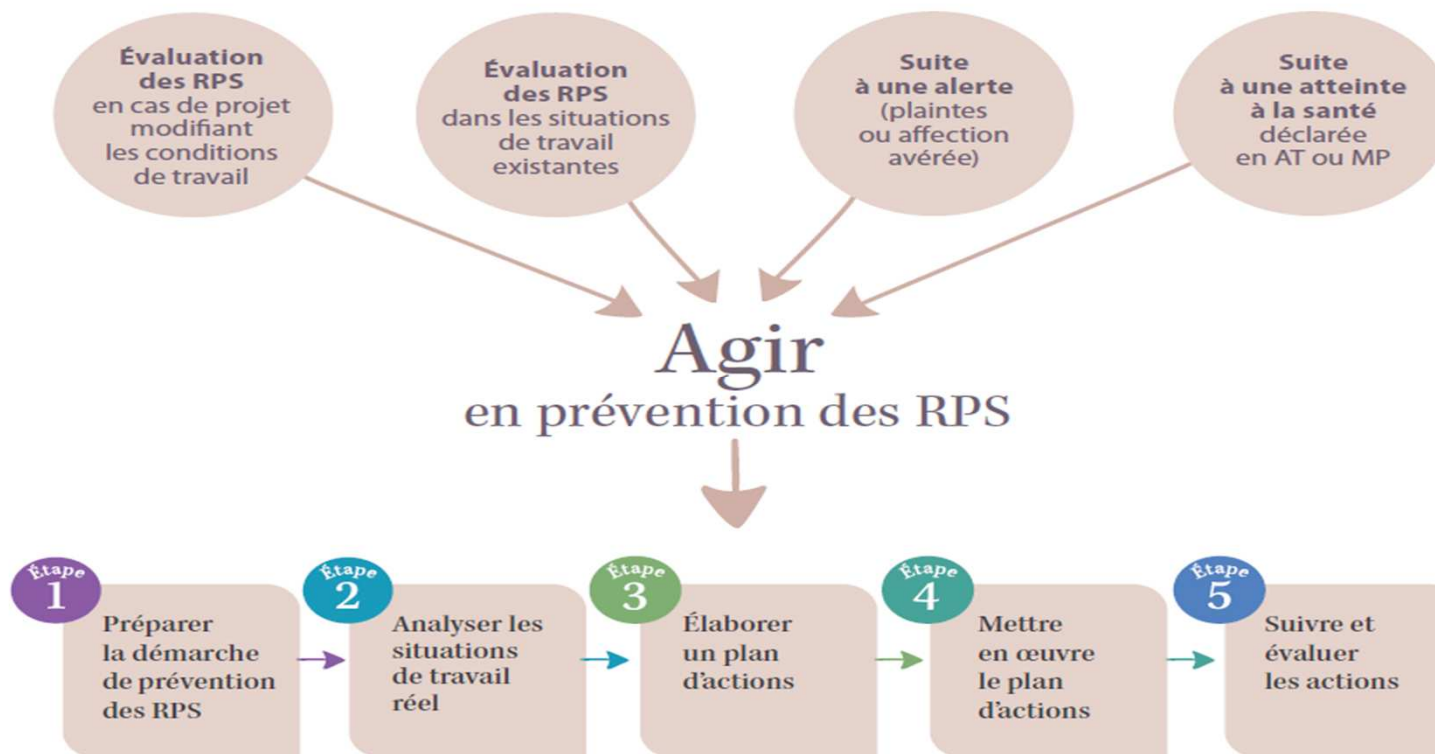 Évaluation
des RPS
en cas de projet
modifiant
les conditions
de travail
Évaluation
des RPS
dans les situations
de travail
existantes
Suite
à une alerte
(plaintes
ou affection
avérée)
Suite
à une atteinte
à la santé
déclarée
en AT ou MP
Agir
en prévention des RPS
Étape
1
Préparer
la démarche
de prévention
des RPS
Étape
2
Analyser les
situations
de travail
réel
Étape
3
Élaborer
un plan
d'actions
Étape
4
Mettre
en œuvre
le plan
d'actions
Étape
5
Suivre et
évaluer
les actions